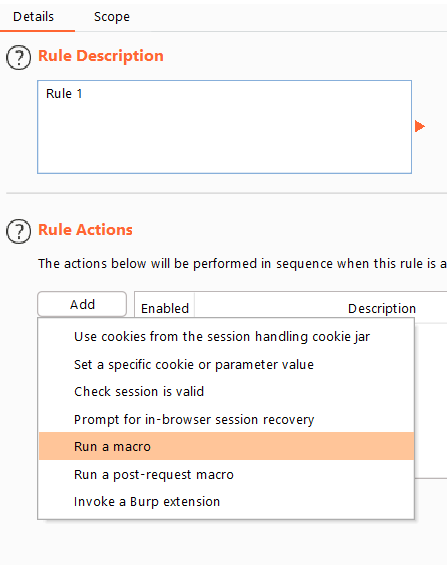 Details Scope
? Rule Description
Rule 1
? Rule Actions
The actions below will be performed in sequence when this rule is a
Add Enabled Description
Use cookies from the session handling cookie jar
Set a specific cookie or parameter value
Check session is valid
Prompt for in-browser session recovery
Run a macro
Run a post-request macro
Invoke a Burp extension